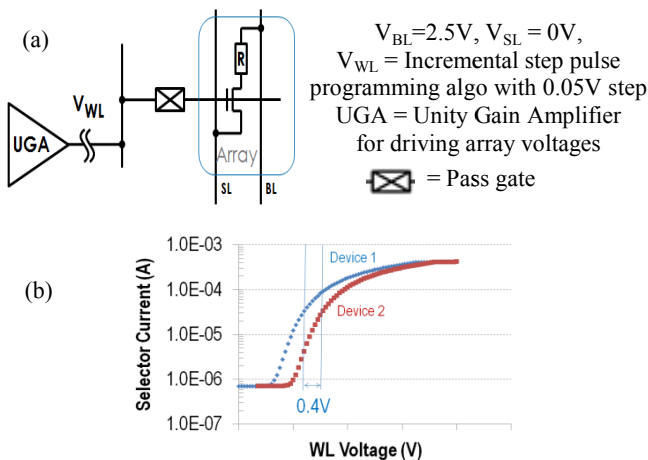 (a)
V_WL
UGA
R
Array
SL
BL
V_BL=2.5V, V_SL = 0V,
V_WL = Incremental step pulse
programming algo with 0.05V step
UGA = Unity Gain Amplifier
for driving array voltages
= Pass gate
(b)
Selector Current (A)
1.0E-03
1.0E-04
1.0E-05
1.0E-06
1.0E-07
Device 1
Device 2
0.4V
WL Voltage (V)